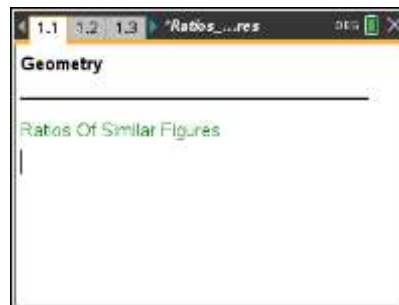 1.1 1.2 1.3 *Ratios_...res DEG
Geometry
Ratios Of Similar Figures